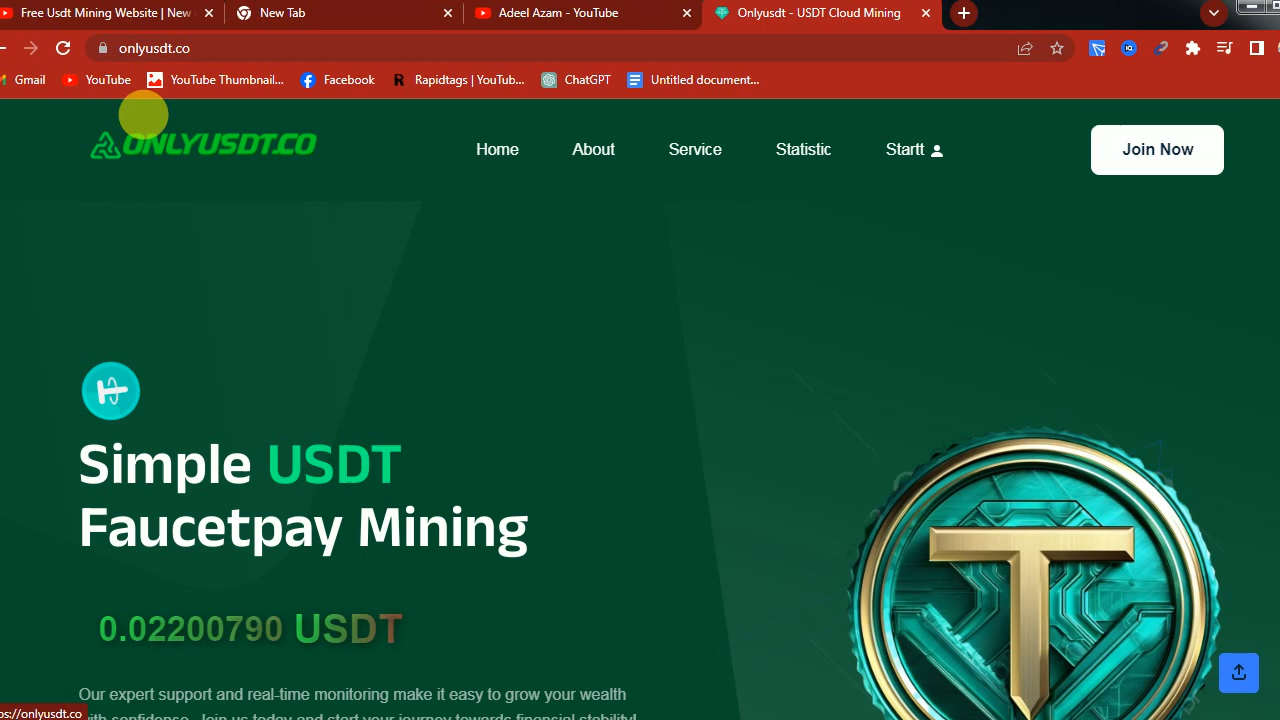 Free Usdt Mining Website | New
New Tab
Adeel Azam - YouTube
Onlyusdt - USDT Cloud Mining
onlyusdt.co
Gmail
YouTube
YouTube Thumbnail...
Facebook
R Rapidtags | YouTub...
ChatGPT
Untitled document...
ONLYUSDT.CO
Home
About
Service
Statistic
Startt
Join Now
Simple USDT
Faucetpay Mining
0.02200790 USDT
Our expert support and real-time monitoring make it easy to grow your wealth
with confidence. Join us today and start your journey towards financial stability!
ps://onlyusdt.co